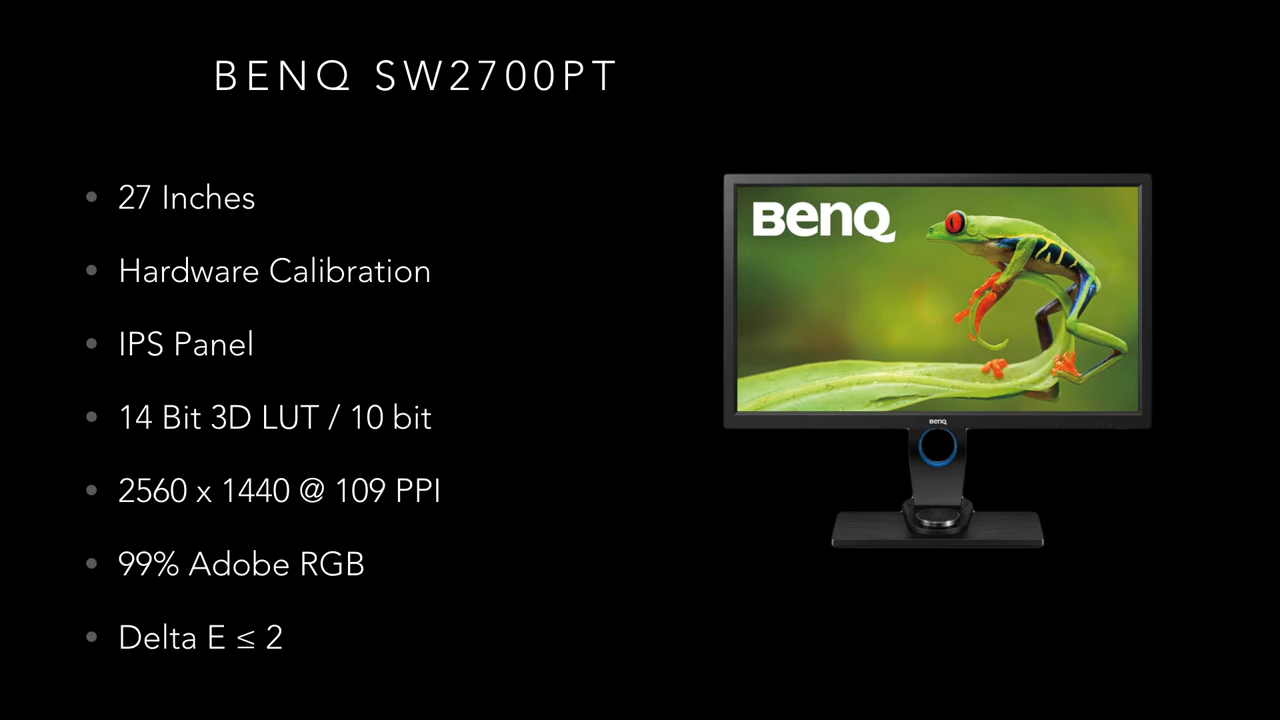 BENQ SW2700PT
27 Inches
Hardware Calibration
IPS Panel
14 Bit 3D LUT / 10 bit
2560 x 1440 @ 109 PPI
99% Adobe RGB
Delta E ≤ 2
BenQ
BenQ